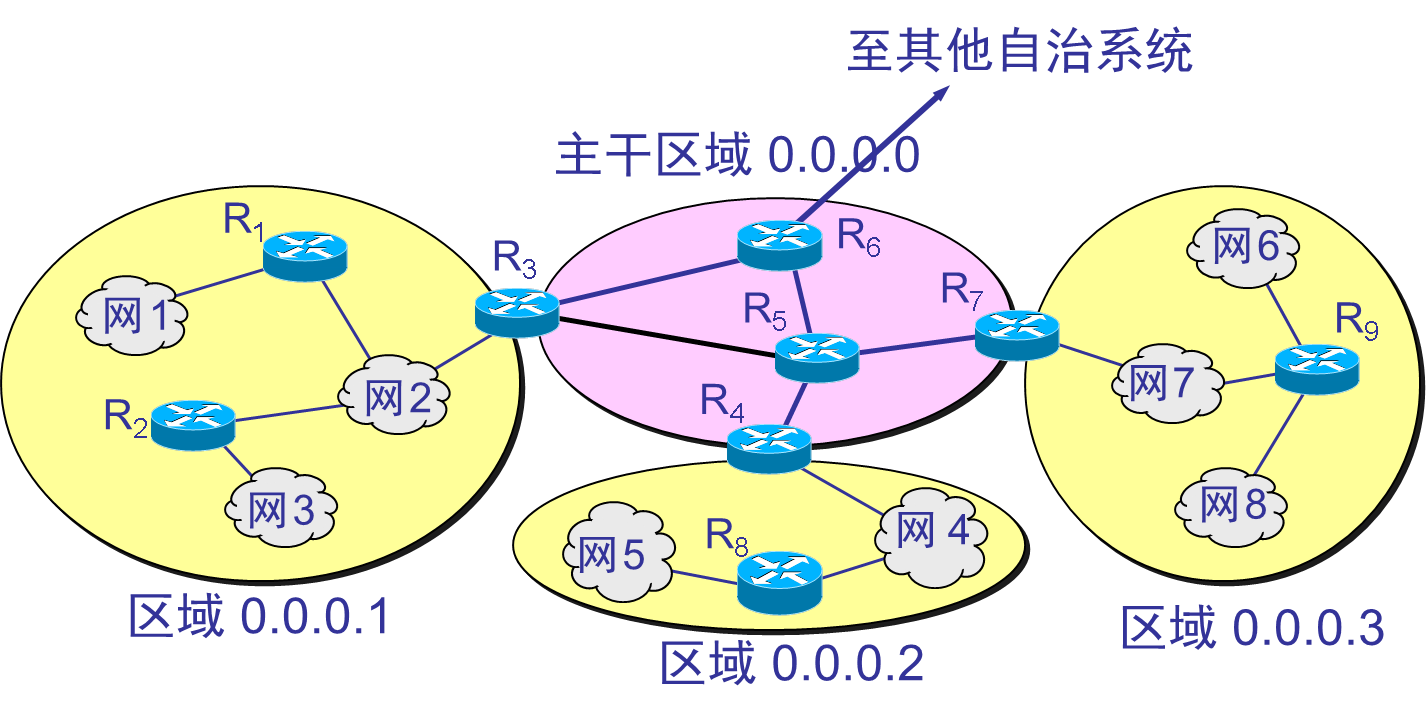 至其他自治系统
主干区域 0.0.0.0
R1
R3
R6
网6
网1
R5
R7
R9
R2
网2
R4
网7
网3
网8
网5
R8
网4
区域 0.0.0.1
区域 0.0.0.2
区域 0.0.0.3